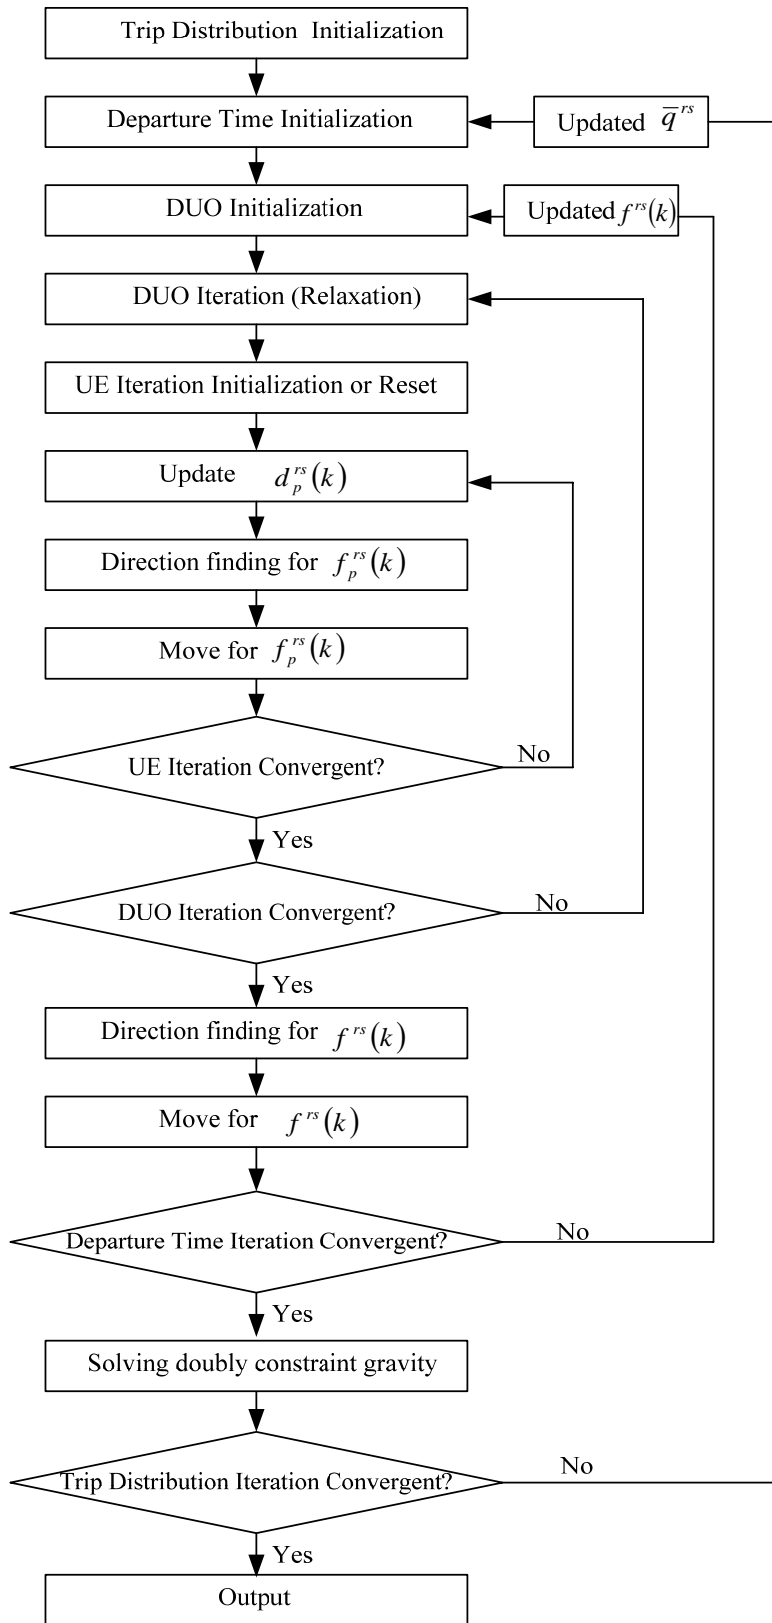 Trip Distribution Initialization
Departure Time Initialization
Updated q̅^{rs}
DUO Initialization
Updated f^{rs}(k)
DUO Iteration (Relaxation)
UE Iteration Initialization or Reset
Update d_p^{rs}(k)
Direction finding for f_p^{rs}(k)
Move for f_p^{rs}(k)
UE Iteration Convergent?
No
Yes
DUO Iteration Convergent?
No
Yes
Direction finding for f^{rs}(k)
Move for f^{rs}(k)
Departure Time Iteration Convergent?
No
Yes
Solving doubly constraint gravity
Trip Distribution Iteration Convergent?
No
Yes
Output